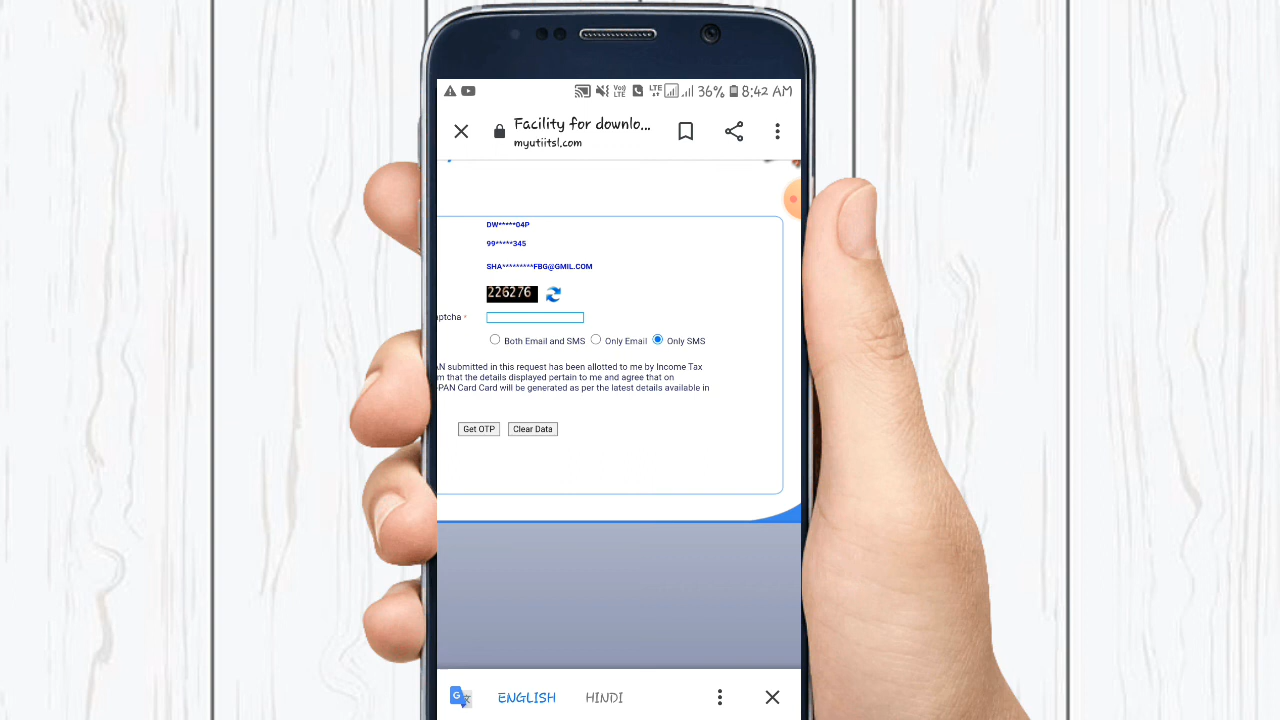 36% 8:42 AM
Facility for downlo...
myutiitsl.com
DW*****04P
99*****345
SHA*********FBG@GMIL.COM
226276
aptcha *
Both Email and SMS Only Email Only SMS
AN submitted in this request has been allotted to me by Income Tax
m that the details displayed pertain to me and agree that on
PAN Card Card will be generated as per the latest details available in
Get OTP Clear Data
ENGLISH HINDI